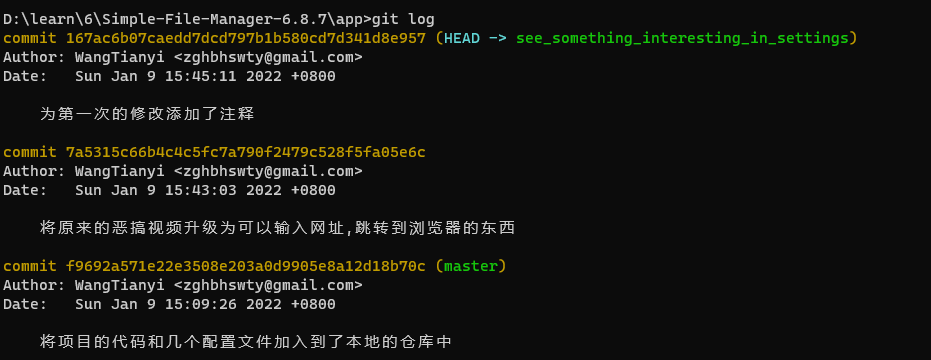 D:\learn\6\Simple-File-Manager-6.8.7\app>git log
commit 167ac6b07caedd7dcd797b1b580cd7d341d8e957 (HEAD -> see_something_interesting_in_settings)
Author: WangTianyi <zghbhswty@gmail.com>
Date:   Sun Jan 9 15:45:11 2022 +0800
为第一次的修改添加了注释
commit 7a5315c66b4c4c5fc7a790f2479c528f5fa05e6c
Author: WangTianyi <zghbhswty@gmail.com>
Date:   Sun Jan 9 15:43:03 2022 +0800
将原来的恶搞视频升级为可以输入网址,跳转到浏览器的东西
commit f9692a571e22e3508e203a0d9905e8a12d18b70c (master)
Author: WangTianyi <zghbhswty@gmail.com>
Date:   Sun Jan 9 15:09:26 2022 +0800
将项目的代码和几个配置文件加入到了本地的仓库中